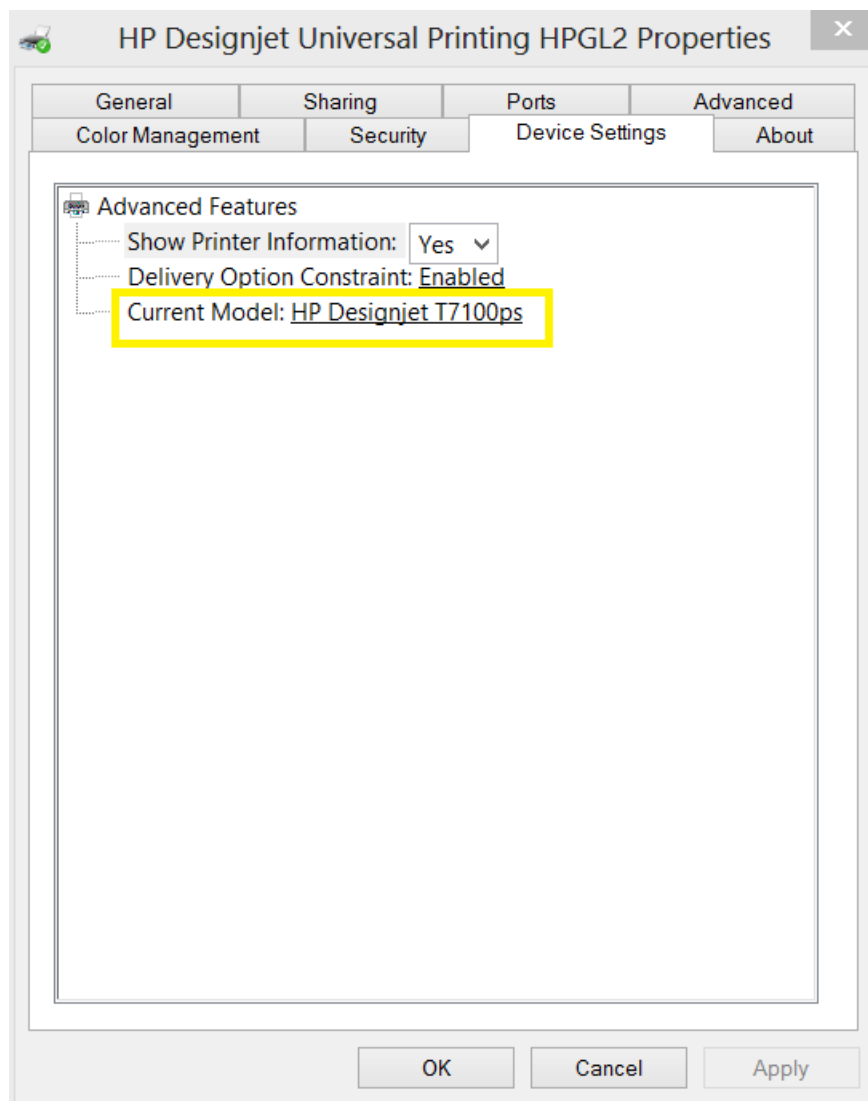 HP Designjet Universal Printing HPGL2 Properties
General Sharing Ports Advanced
Color Management Security Device Settings About
Advanced Features
Show Printer Information: Yes
Delivery Option Constraint: Enabled
Current Model: HP Designjet T7100ps
OK Cancel Apply